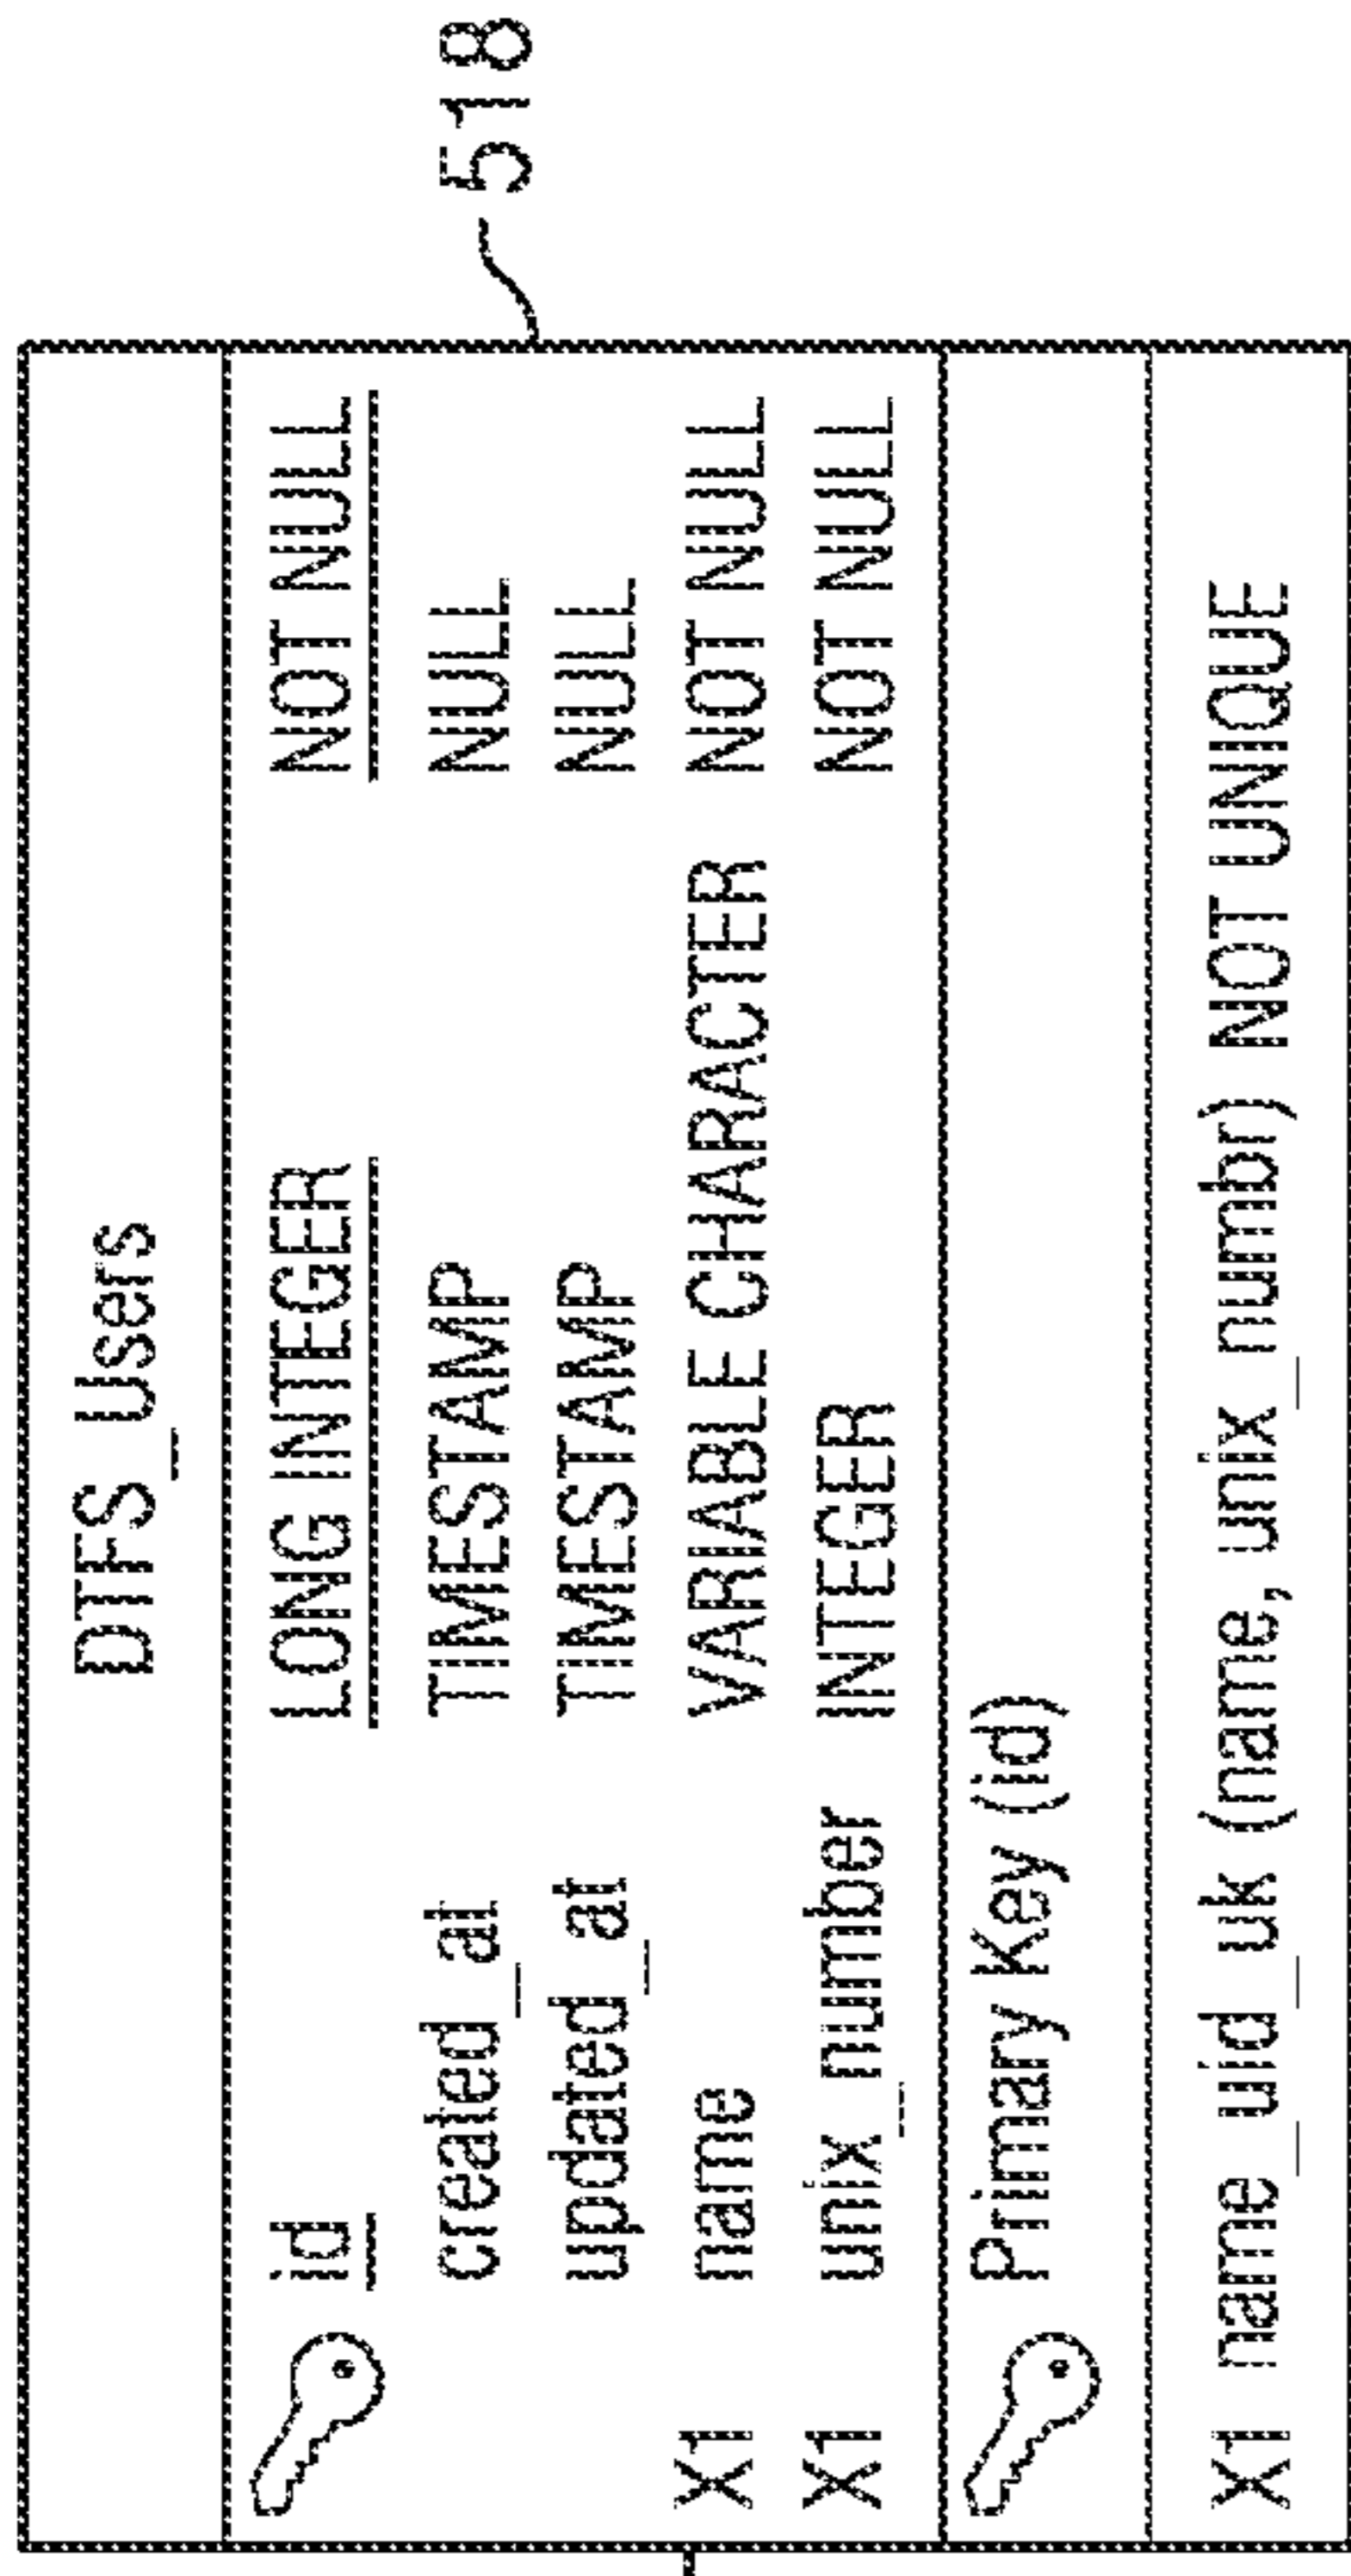 DTFS_Users
id LONG INTEGER NOT NULL
created_at TIMESTAMP NULL
updated_at TIMESTAMP NULL
X1 name VARIABLE CHARACTER NOT NULL
X1 unix_number INTEGER NOT NULL
Primary Key (id)
X1 name_uid_uk (name, unix_numbr) NOT UNIQUE
518